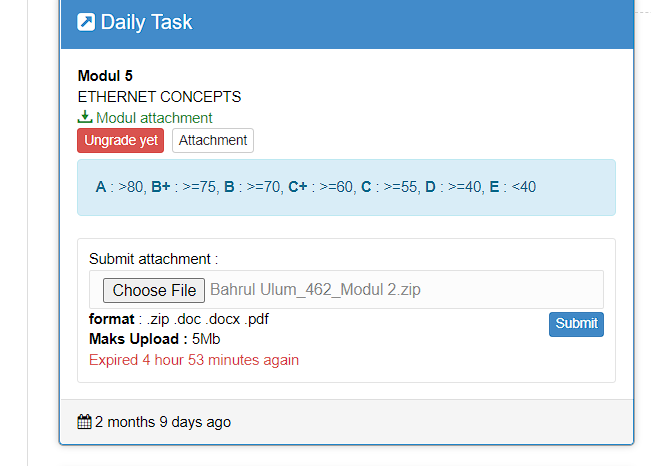 Daily Task
Modul 5
ETHERNET CONCEPTS
Modul attachment
Ungrade yet Attachment
A : >80, B+ : >=75, B : >=70, C+ : >=60, C : >=55, D : >=40, E : <40
Submit attachment :
Choose File Bahrul Ulum_462_Modul 2.zip
format : .zip .doc .docx .pdf
Submit
Maks Upload : 5Mb
Expired 4 hour 53 minutes again
2 months 9 days ago